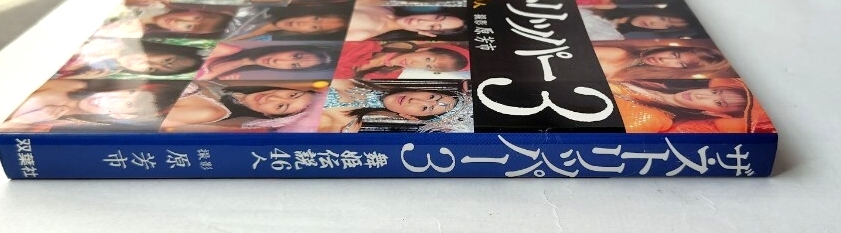 リッパー3
人 撮影 原芳市
ザ・ストリッパー3 舞姫伝説46人 撮影 原芳市 双葉社